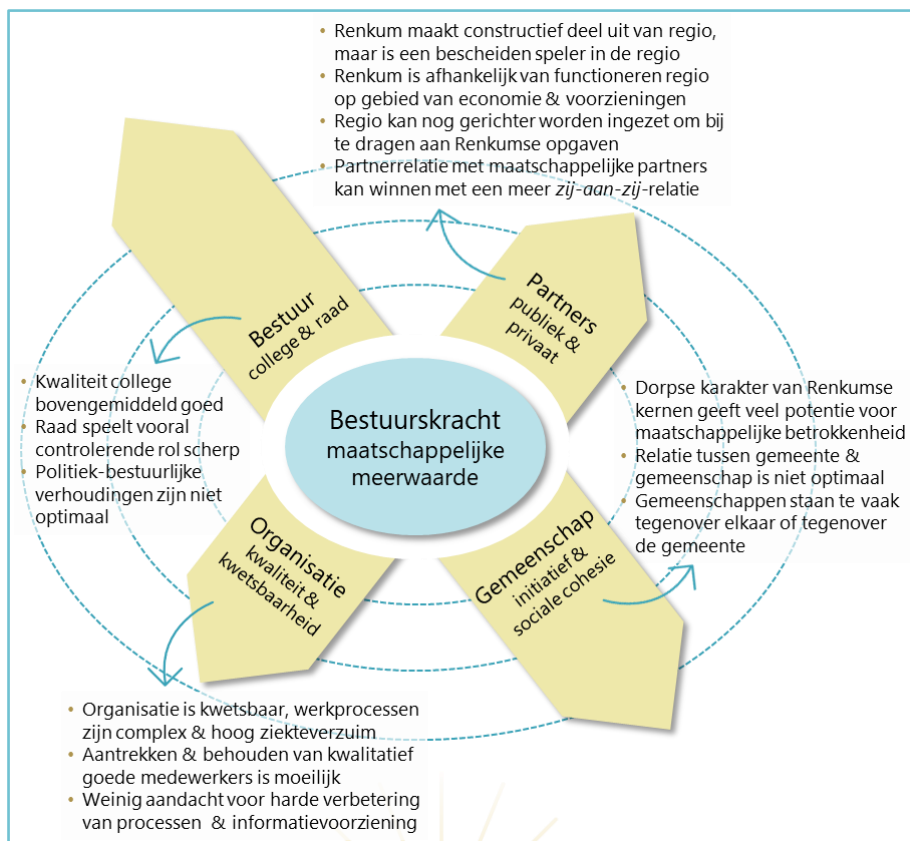 • Renkum maakt constructief deel uit van regio,
maar is een bescheiden speler in de regio
• Renkum is afhankelijk van functioneren regio
op gebied van economie & voorzieningen
• Regio kan nog gerichter worden ingezet om bij
te dragen aan Renkumse opgaven
• Partnerrelatie met maatschappelijke partners
kan winnen met een meer zij-aan-zij-relatie
Bestuur
college & raad
Partners
publiek &
privaat
• Kwaliteit college
bovengemiddeld goed
• Raad speelt vooral
controlerende rol scherp
• Politiek-bestuurlijke
verhoudingen zijn niet
optimaal
Bestuurskracht
maatschappelijke
meerwaarde
• Dorpse karakter van Renkumse
kernen geeft veel potentie voor
maatschappelijke betrokkenheid
• Relatie tussen gemeente &
gemeenschap is niet optimaal
• Gemeenschappen staan te vaak
tegenover elkaar of tegenover
de gemeente
Organisatie
kwaliteit &
kwetsbaarheid
Gemeenschap
initiatief &
sociale cohesie
• Organisatie is kwetsbaar, werkprocessen
zijn complex & hoog ziekteverzuim
• Aantrekken & behouden van kwalitatief
goede medewerkers is moeilijk
• Weinig aandacht voor harde verbetering
van processen & informatievoorziening